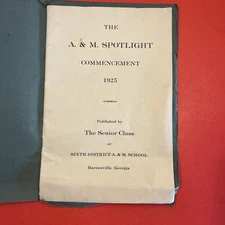 THE
A. & M. SPOTLIGHT
COMMENCEMENT
1925
Published by
The Senior Class
OF
SIXTH DISTRICT A. & M. SCHOOL
Barnesville, Georgia